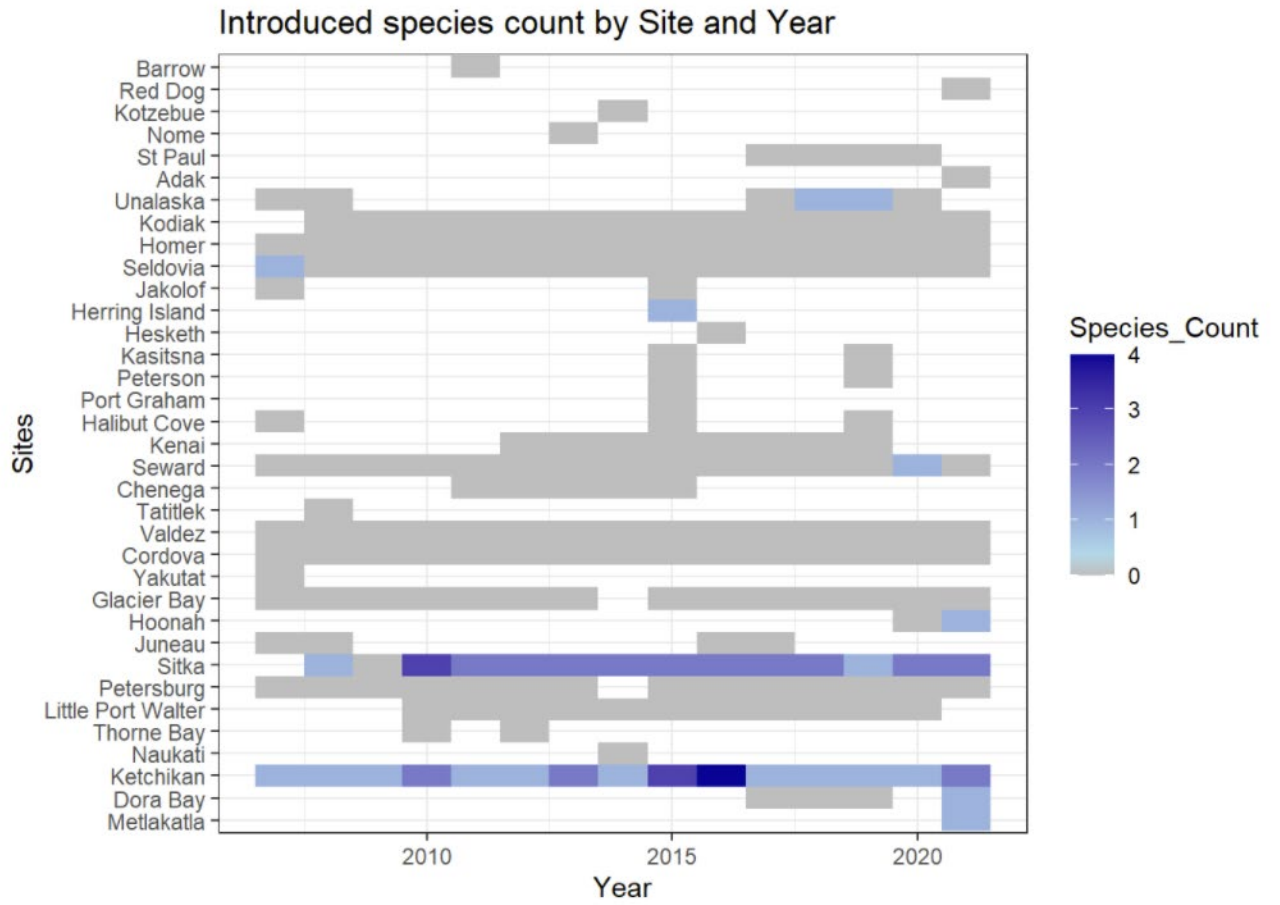 Introduced species count by Site and Year
Barrow
Red Dog
Kotzebue
Nome
St Paul
Adak
Unalaska
Kodiak
Homer
Seldovia
Jakolof
Herring Island
Hesketh
Kasitsna
Peterson
Port Graham
Halibut Cove
Kenai
Seward
Chenega
Tatitlek
Valdez
Cordova
Yakutat
Glacier Bay
Hoonah
Juneau
Sitka
Petersburg
Little Port Walter
Thorne Bay
Naukati
Ketchikan
Dora Bay
Metlakatla
Sites
2010 2015 2020
Year
Species_Count
4
3
2
1
0